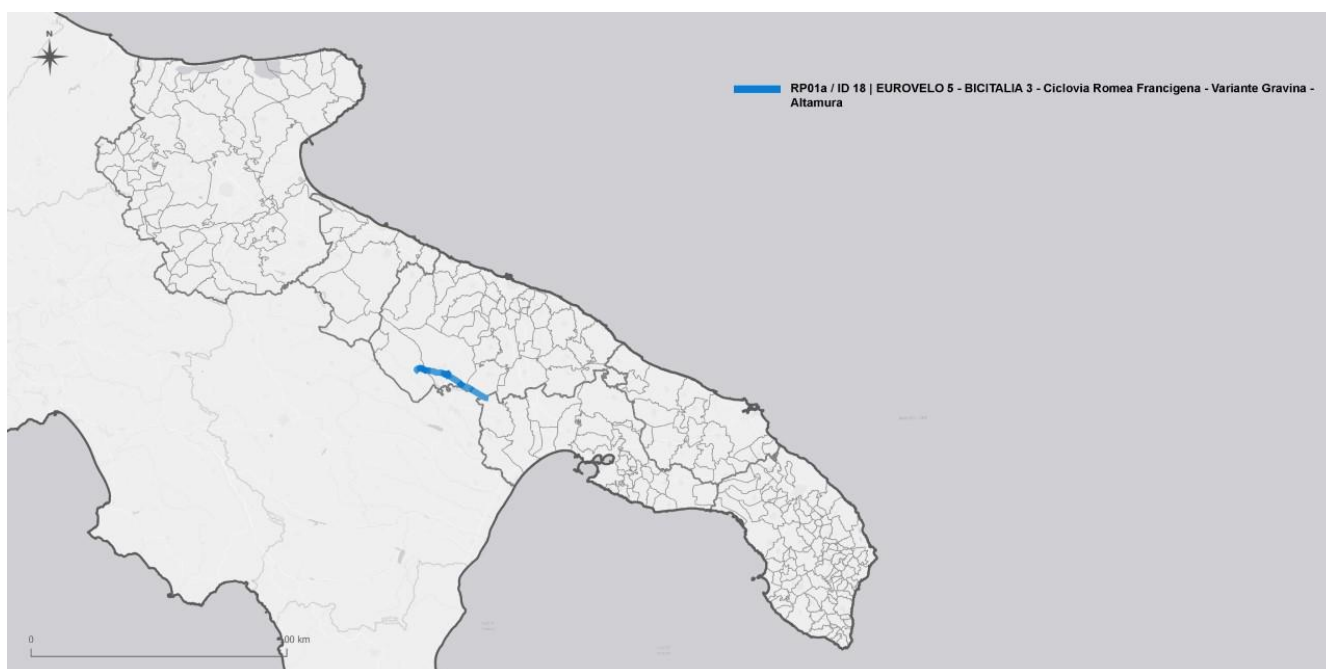 N
RP01a / ID 18 | EUROVELO 5 - BICITALIA 3 - Ciclovia Romea Francigena - Variante Gravina -
Altamura
0
00 km